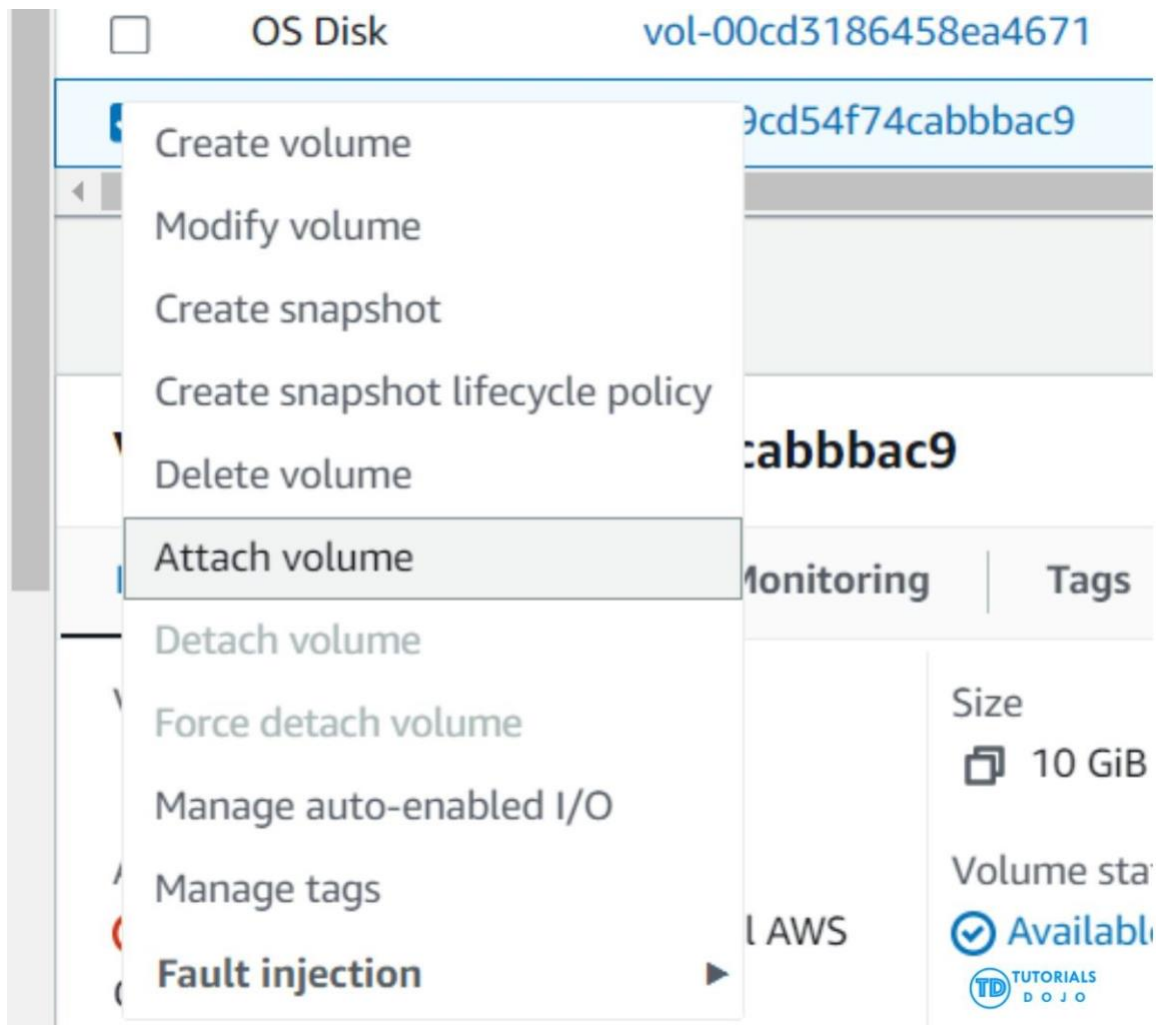 OS Disk vol-00cd3186458ea4671
9cd54f74cabbbac9
Create volume
Modify volume
Create snapshot
Create snapshot lifecycle policy
cabbbac9
Delete volume
Attach volume
Monitoring Tags
Detach volume
Size
Force detach volume
10 GiB
Manage auto-enabled I/O
Volume sta
Manage tags
l AWS Available
Fault injection
TD TUTORIALS
DOJO